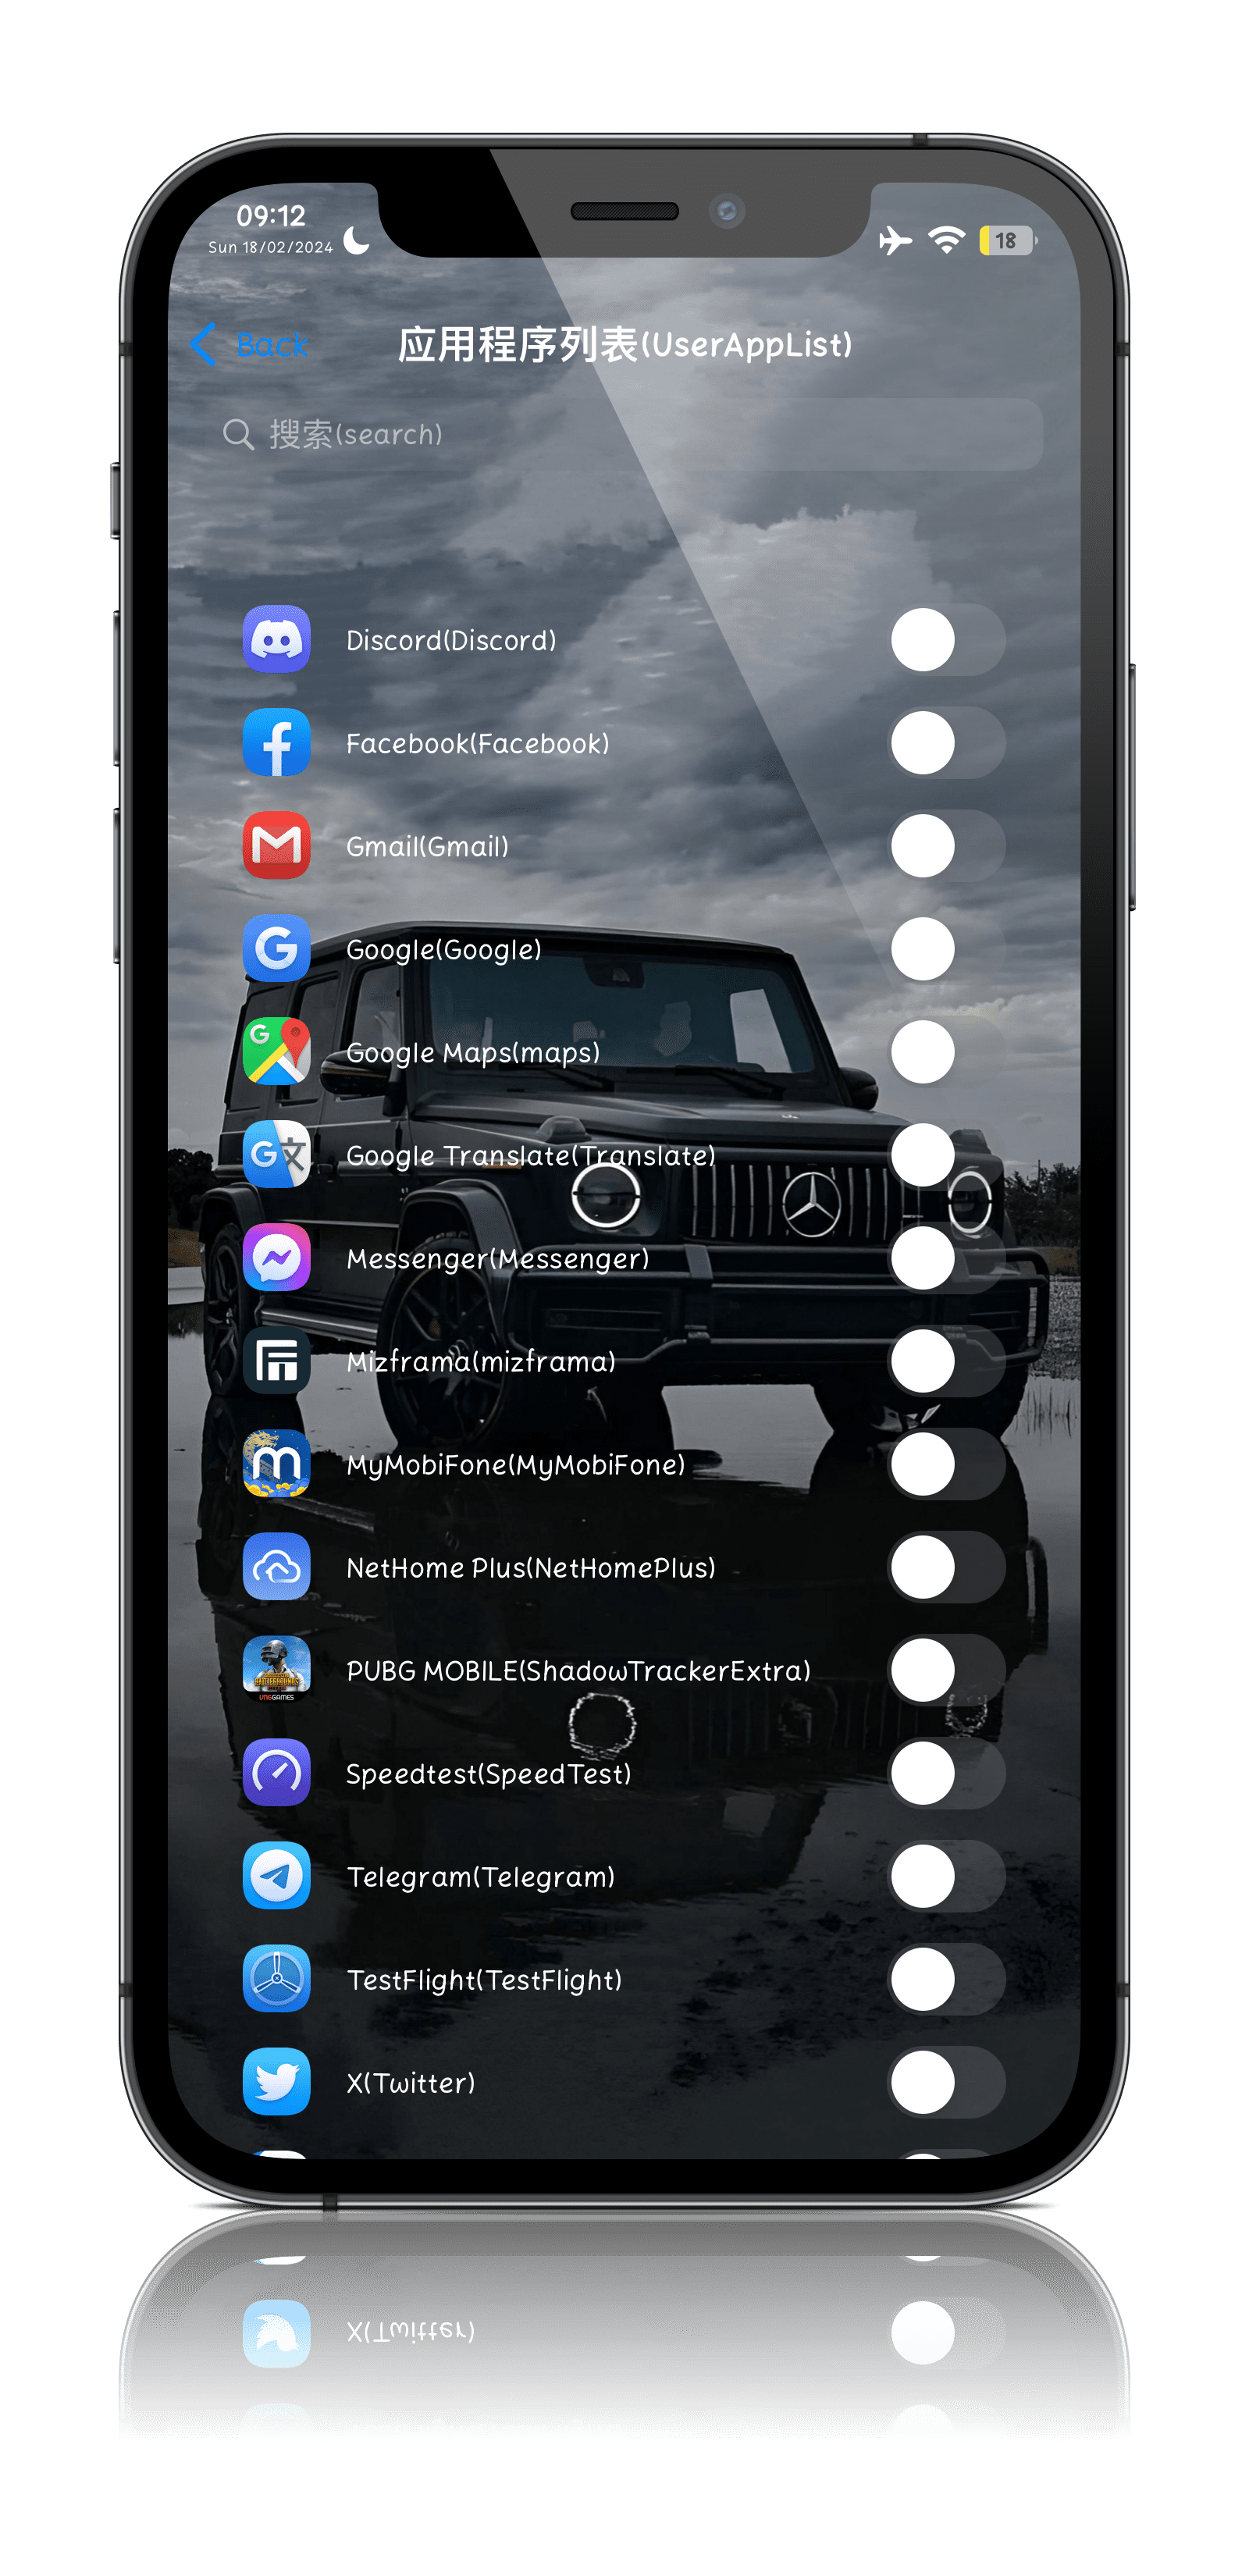 09:12
Sun 18/02/2024
18
Back
应用程序列表(UserAppList)
搜索(search)
Discord(Discord)
Facebook(Facebook)
Gmail(Gmail)
Google(Google)
Google Maps(maps)
Google Translate(Translate)
Messenger(Messenger)
Mizframa(mizframa)
MyMobiFone(MyMobiFone)
NetHome Plus(NetHomePlus)
PUBG MOBILE(ShadowTrackerExtra)
Speedtest(SpeedTest)
Telegram(Telegram)
TestFlight(TestFlight)
X(Twitter)
X(Twitter)